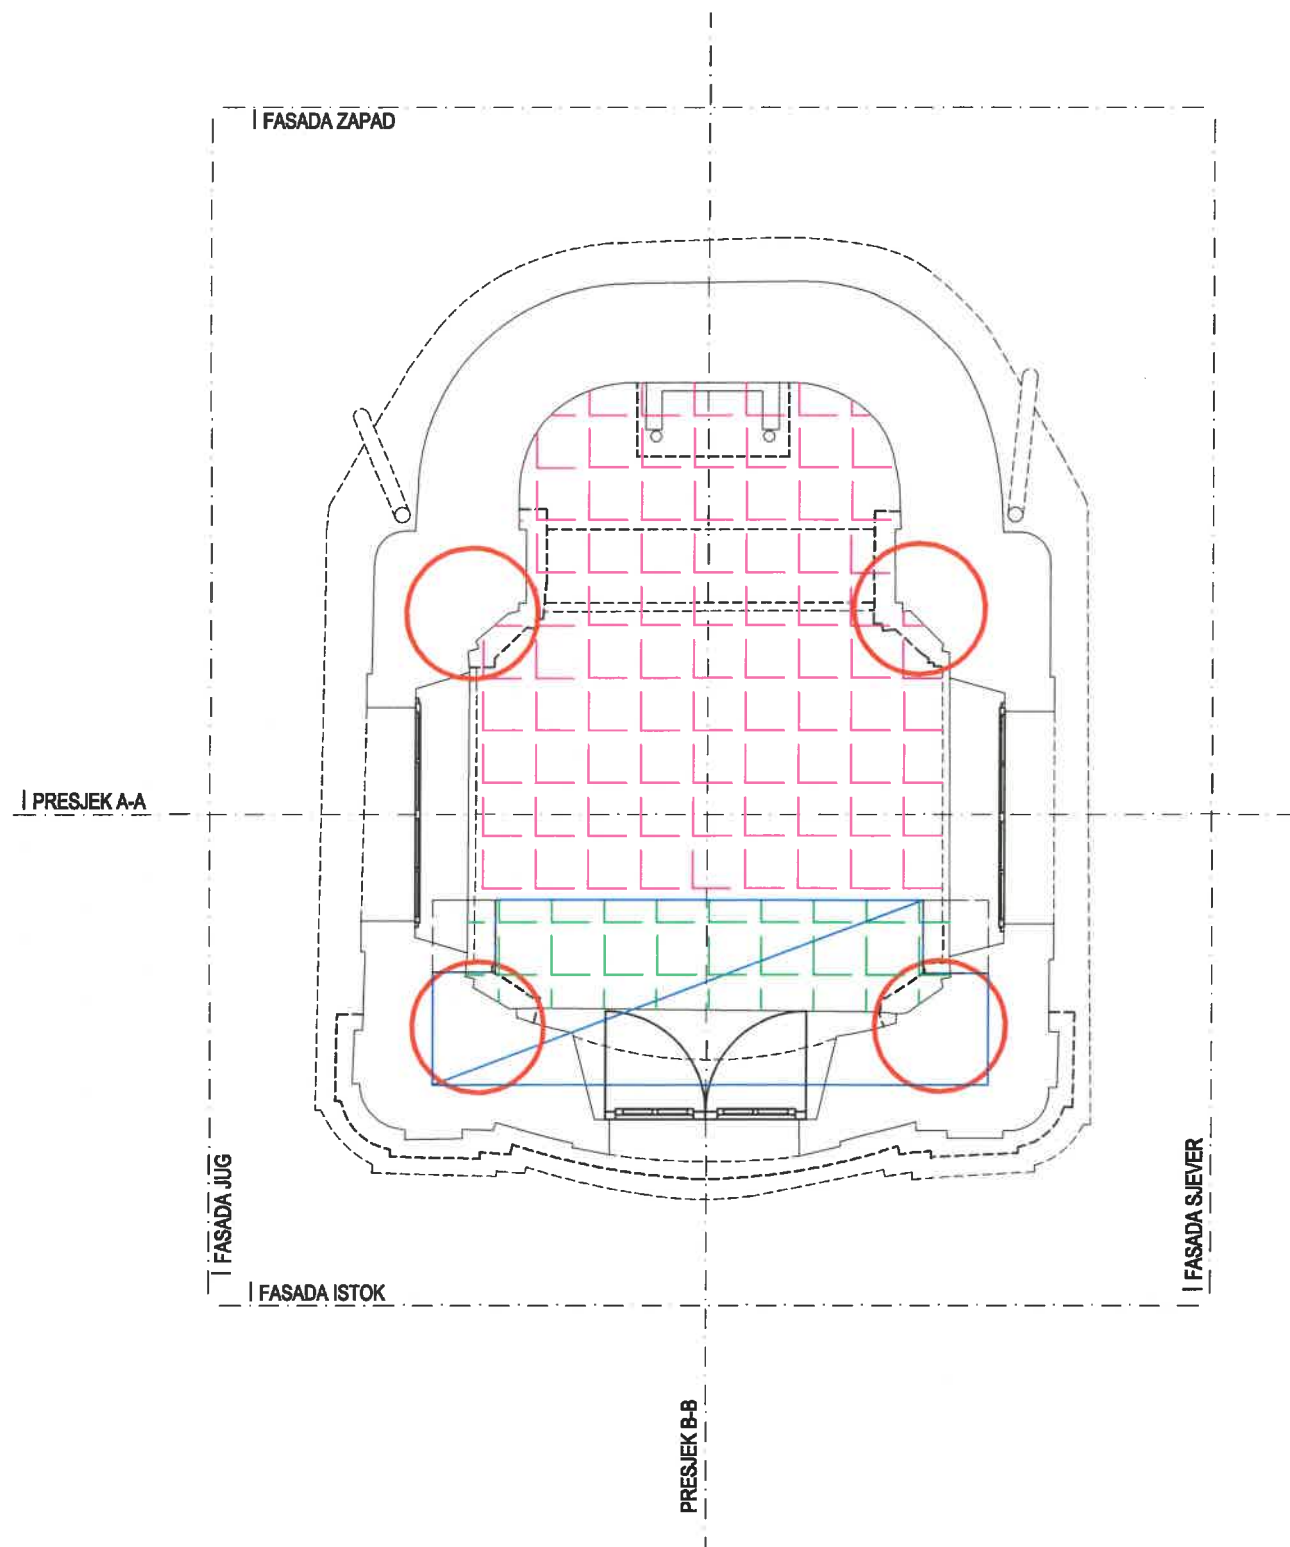 FASADA ZAPAD
PRESJEK A-A
FASADA JUG
FASADA SJEVER
FASADA ISTOK
PRESJEK B-B